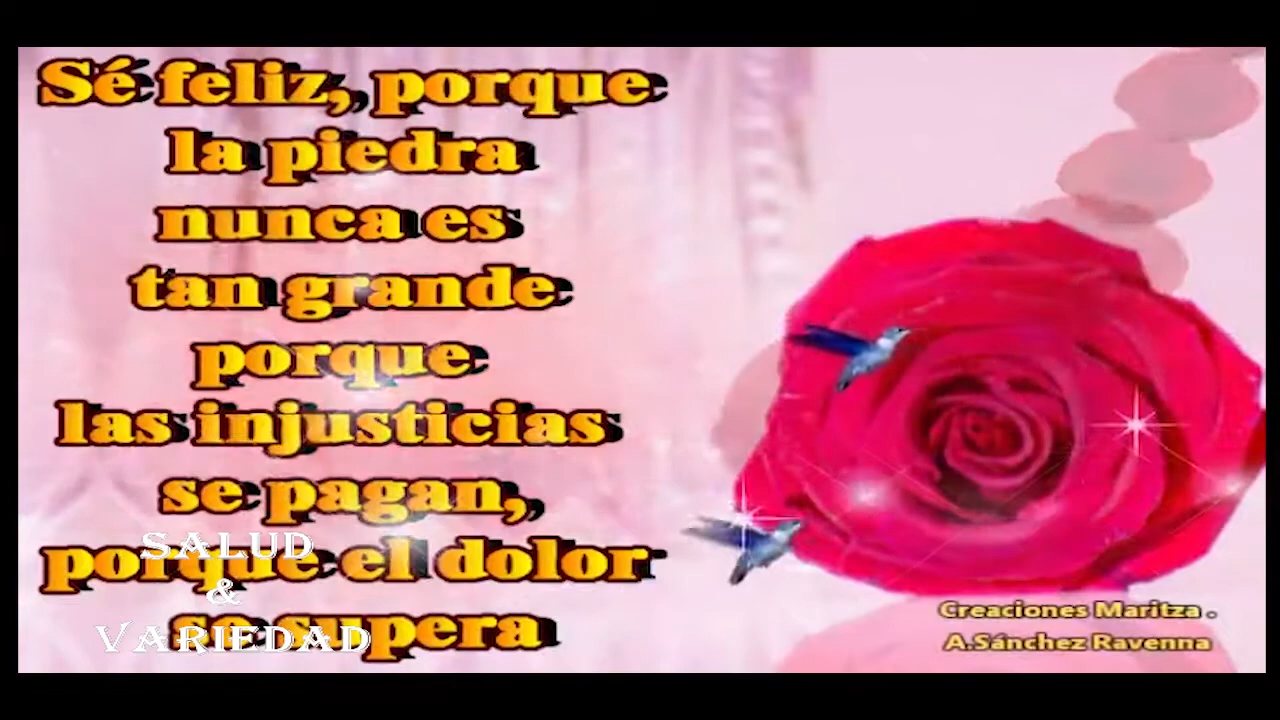 Sé feliz, porque
la piedra
nunca es
tan grande
porque
las injusticias
se pagan,
porque el dolor
se supera
SALUD
&
VARIEDAD
Creaciones Maritza .
A.Sánchez Ravenna